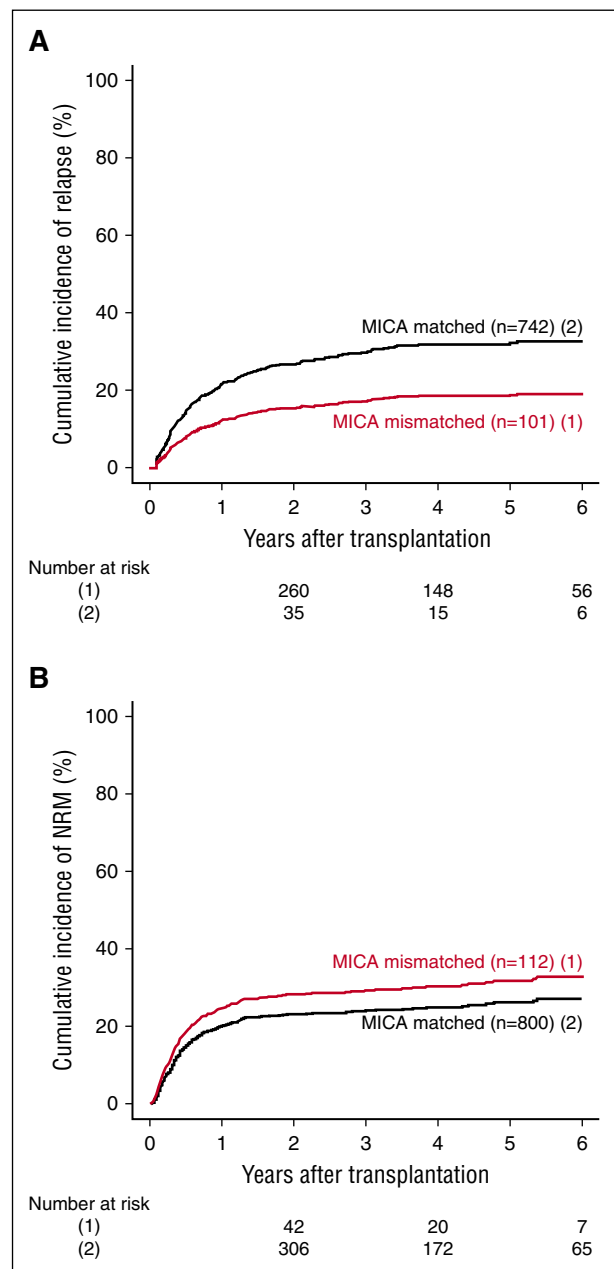 A
Cumulative incidence of relapse (%)
100
80
60
40
20
0
MICA matched (n=742) (2)
MICA mismatched (n=101) (1)
0 1 2 3 4 5 6
Years after transplantation
Number at risk
(1) 260 148 56
(2) 35 15 6
B
Cumulative incidence of NRM (%)
100
80
60
40
20
0
MICA mismatched (n=112) (1)
MICA matched (n=800) (2)
0 1 2 3 4 5 6
Years after transplantation
Number at risk
(1) 42 20 7
(2) 306 172 65